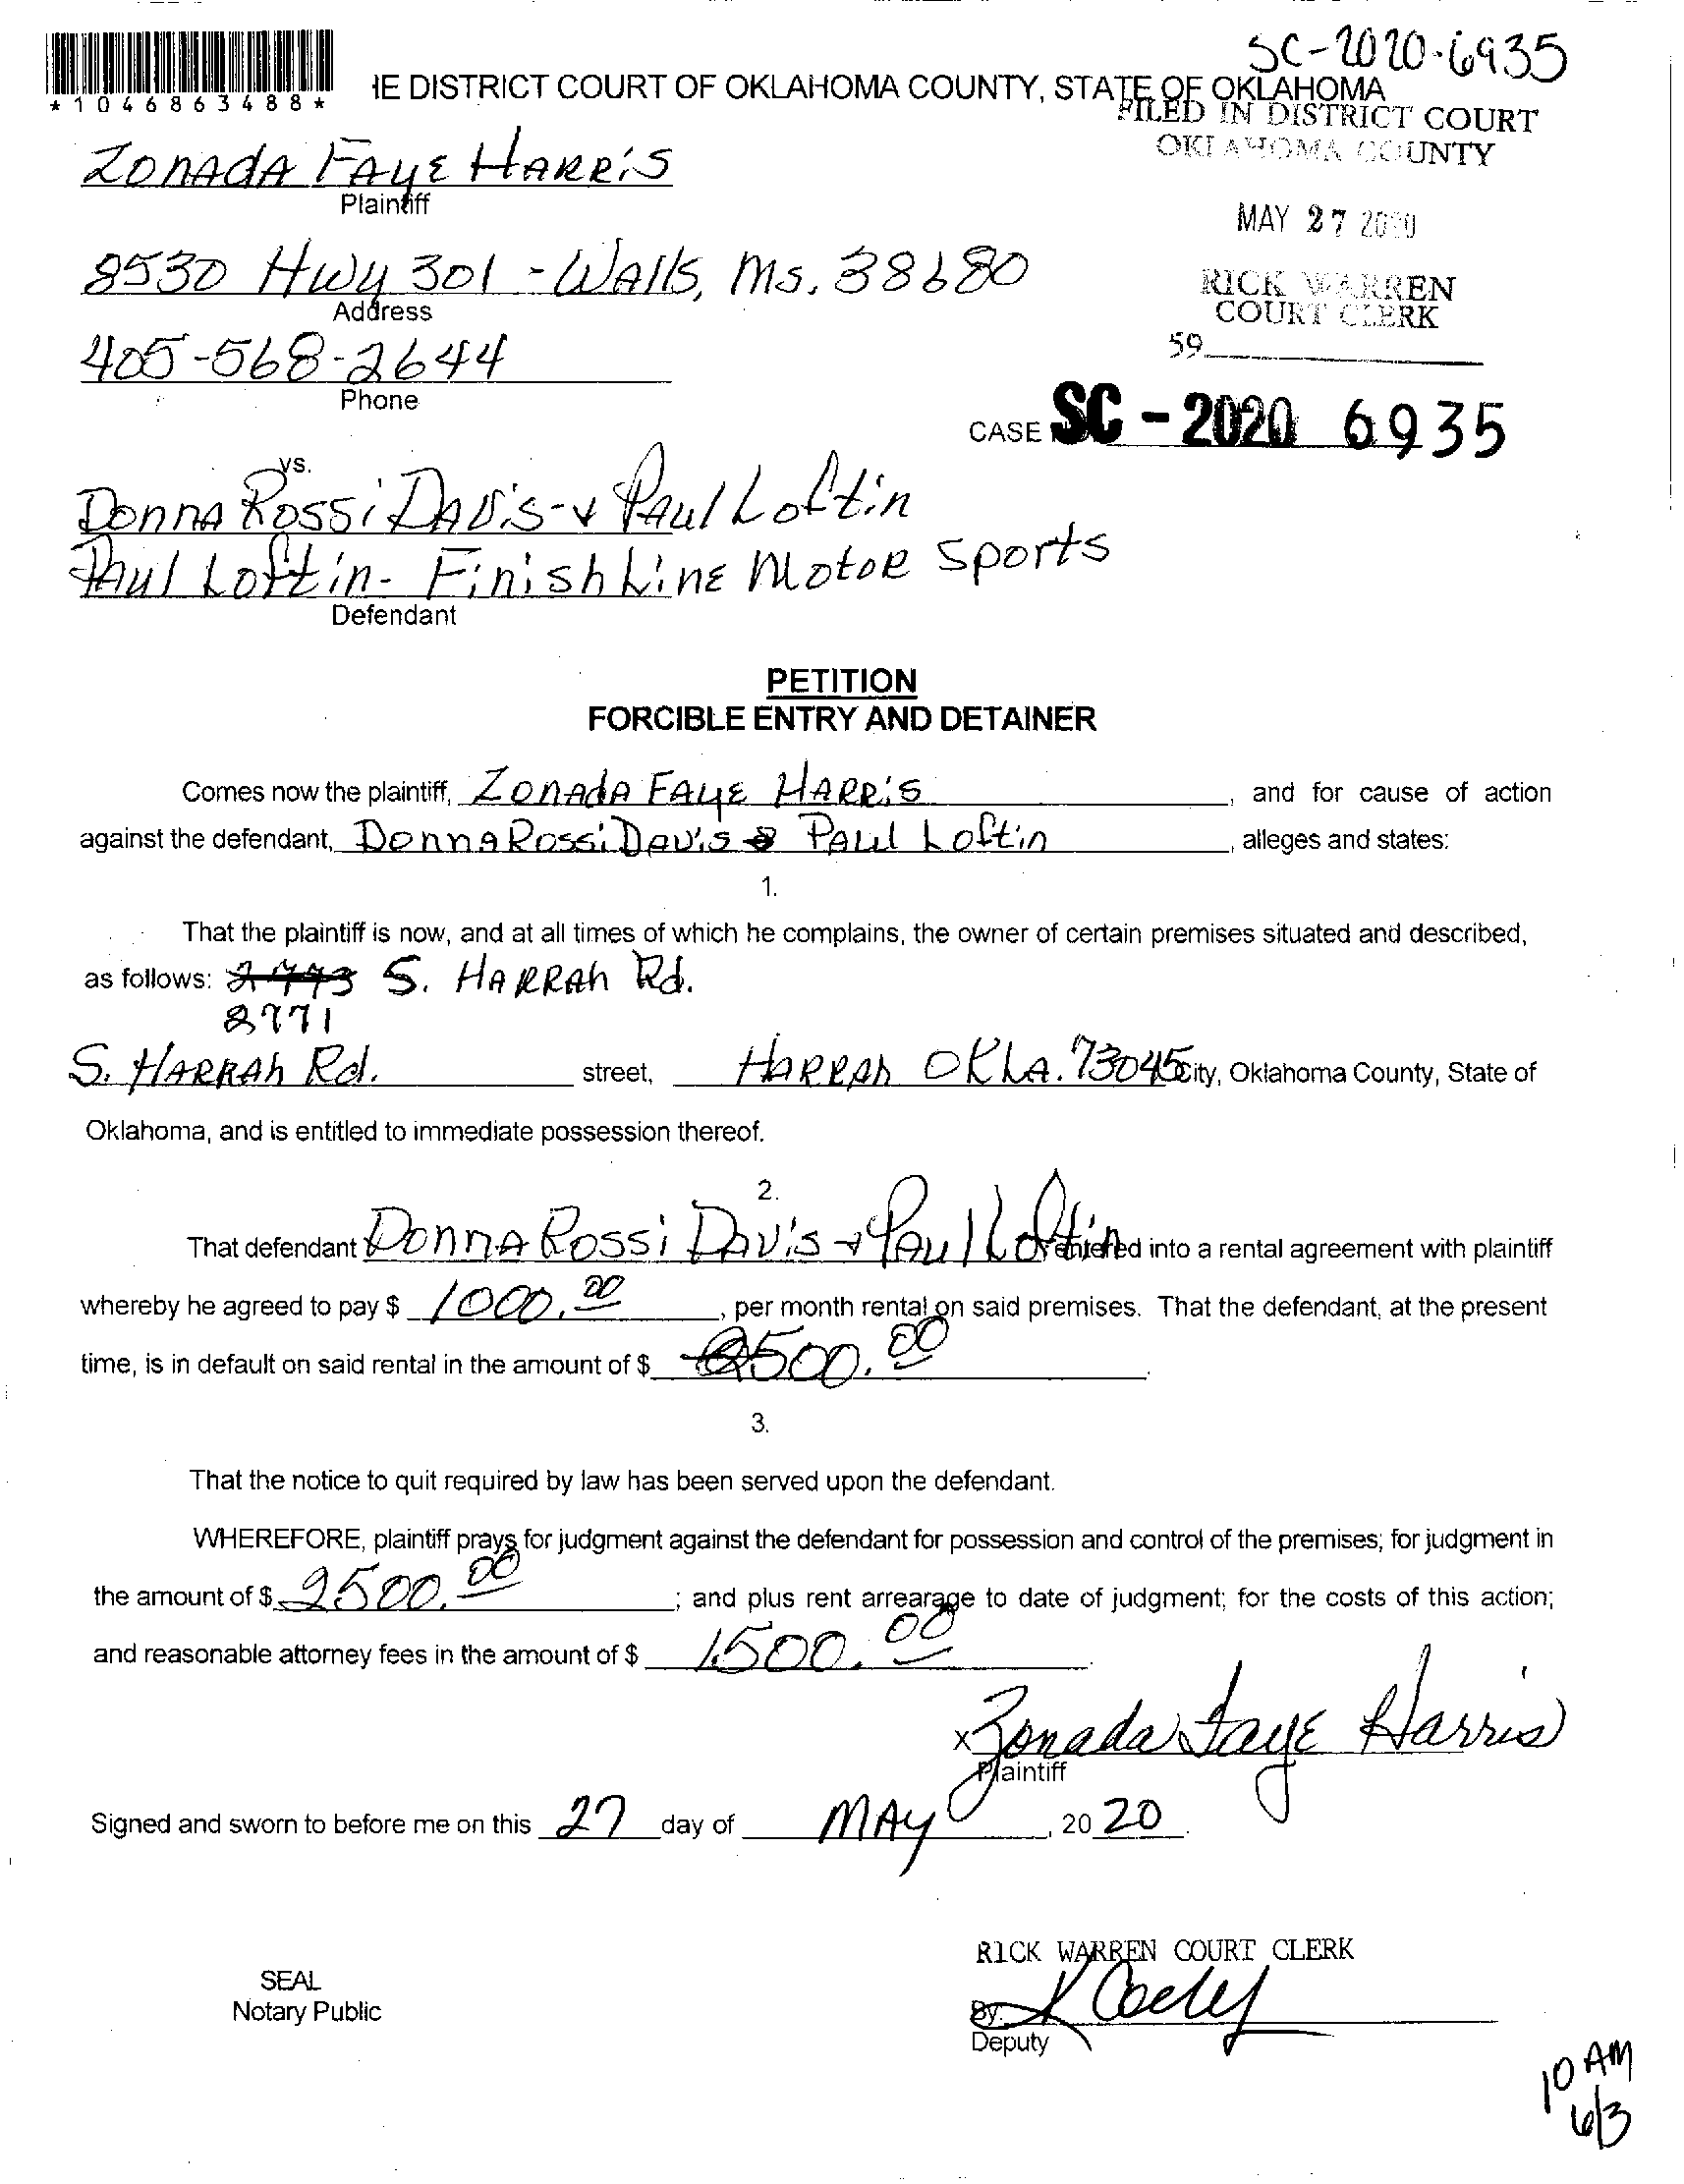 SC-2020-6935
*1046863488*
IE DISTRICT COURT OF OKLAHOMA COUNTY, STATE OF OKLAHOMA
FILED IN DISTRICT COURT
OKLAHOMA COUNTY
ZONADA FAYE HARRIS
Plaintiff
MAY 27 2020
8530 HWY 301 - WALLS, MS. 38680
Address
RICK WARREN
COURT CLERK
405-568-2644
Phone
59
CASE SC - 2020 6935
vs.
DONNA ROSSI DAVIS - & PAUL LOFTIN
PAUL LOFTIN - FINISH LINE MOTOR SPORTS
Defendant
PETITION
FORCIBLE ENTRY AND DETAINER
Comes now the plaintiff, ZONADA FAYE HARRIS, and for cause of action
against the defendant, DONNA ROSSI DAVIS & PAUL LOFTIN, alleges and states:
1.
That the plaintiff is now, and at all times of which he complains, the owner of certain premises situated and described,
as follows: S. HARRAH Rd.
2771
S. HARRAH Rd. street, HARRAH OKLA. 73045 City, Oklahoma County, State of
Oklahoma, and is entitled to immediate possession thereof.
2.
That defendant DONNA ROSSI DAVIS & PAUL LOFTIN entered into a rental agreement with plaintiff
whereby he agreed to pay $ 1000.00, per month rental on said premises. That the defendant, at the present
time, is in default on said rental in the amount of $ 2500.00.
3.
That the notice to quit required by law has been served upon the defendant.
WHEREFORE, plaintiff prays for judgment against the defendant for possession and control of the premises; for judgment in
the amount of $ 2500.00; and plus rent arrearage to date of judgment; for the costs of this action;
and reasonable attorney fees in the amount of $ 1500.00.
x Zonada Faye Harris
Plaintiff
Signed and sworn to before me on this 27 day of MAY, 20 20.
RICK WARREN COURT CLERK
SEAL
Notary Public
By: K Cody
Deputy
10 AM
6/3